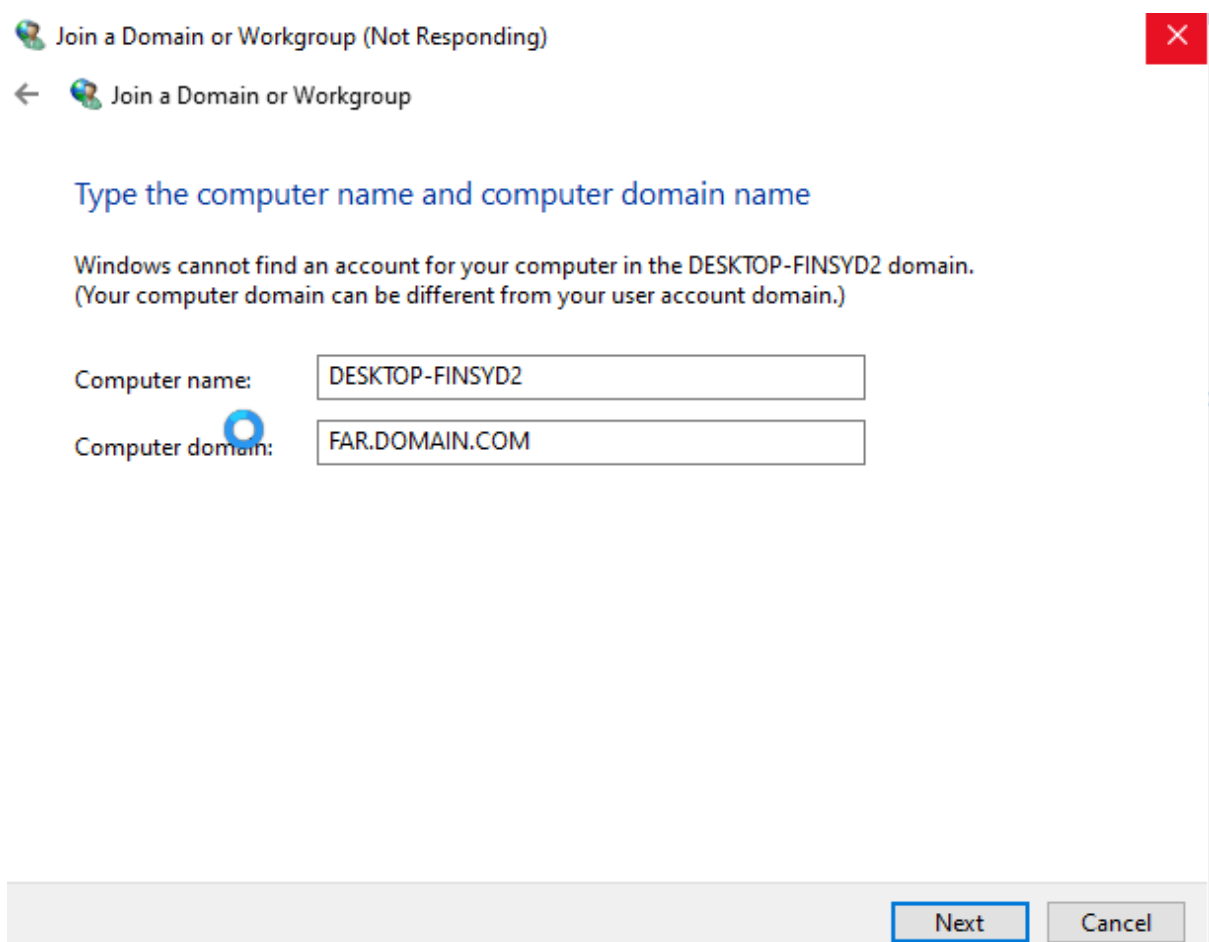 Join a Domain or Workgroup (Not Responding)
Join a Domain or Workgroup
Type the computer name and computer domain name
Windows cannot find an account for your computer in the DESKTOP-FINSYD2 domain.
(Your computer domain can be different from your user account domain.)
Computer name: DESKTOP-FINSYD2
Computer domain: FAR.DOMAIN.COM
Next Cancel